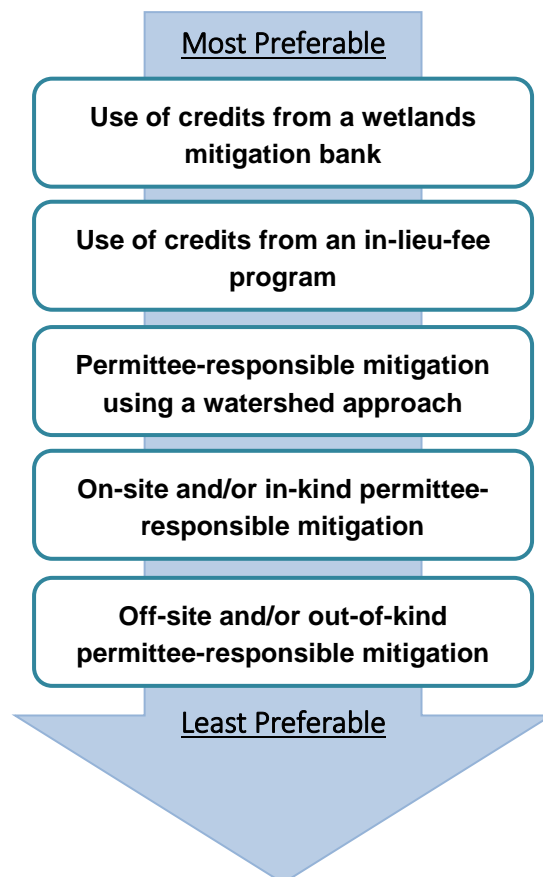 Most Preferable
Use of credits from a wetlands
mitigation bank
Use of credits from an in-lieu-fee
program
Permittee-responsible mitigation
using a watershed approach
On-site and/or in-kind permittee-
responsible mitigation
Off-site and/or out-of-kind
permittee-responsible mitigation
Least Preferable